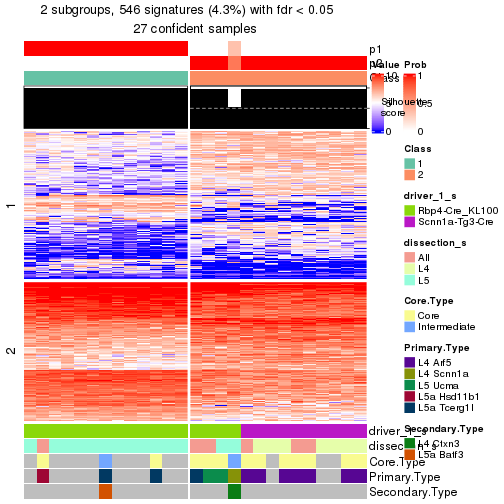 2 subgroups, 546 signatures (4.3%) with fdr < 0.05
27 confident samples
p1
p2
Class
Silhouette
score
1
2
driver_1_s
dissection_s
Core.Type
Primary.Type
Secondary.Type
Value
10
5
0
Prob
1
0.5
0
Class
1
2
driver_1_s
Rbp4-Cre_KL100
Scnn1a-Tg3-Cre
dissection_s
All
L4
L5
Core.Type
Core
Intermediate
Primary.Type
L4 Arf5
L4 Scnn1a
L5 Ucma
L5a Hsd11b1
L5a Tcerg1l
Secondary.Type
L4 Ctxn3
L5a Batf3